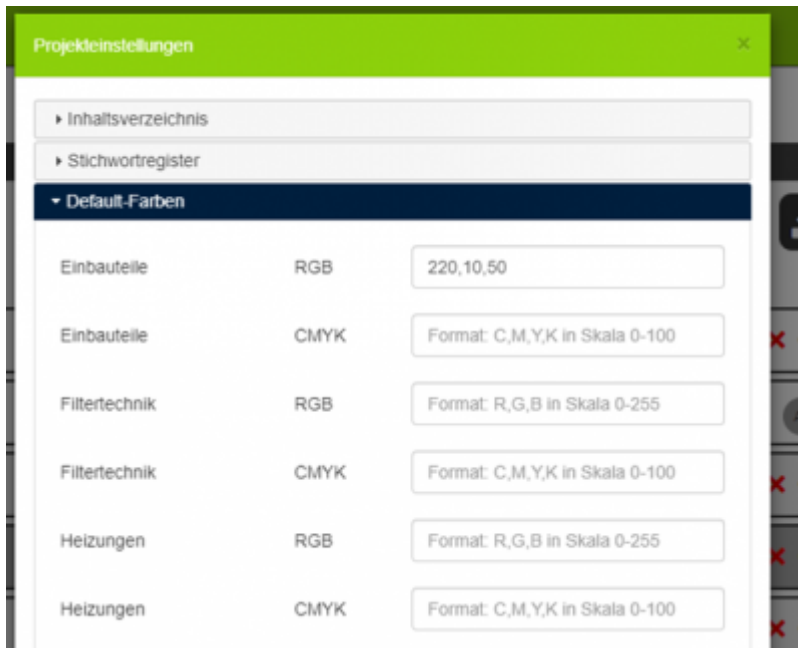 Projekteinstellungen ×
Inhaltsverzeichnis
Stichwortregister
Default-Farben
Einbauteile RGB 220,10,50
Einbauteile CMYK Format: C,M,Y,K in Skala 0-100
Filtertechnik RGB Format: R,G,B in Skala 0-255
Filtertechnik CMYK Format: C,M,Y,K in Skala 0-100
Heizungen RGB Format: R,G,B in Skala 0-255
Heizungen CMYK Format: C,M,Y,K in Skala 0-100